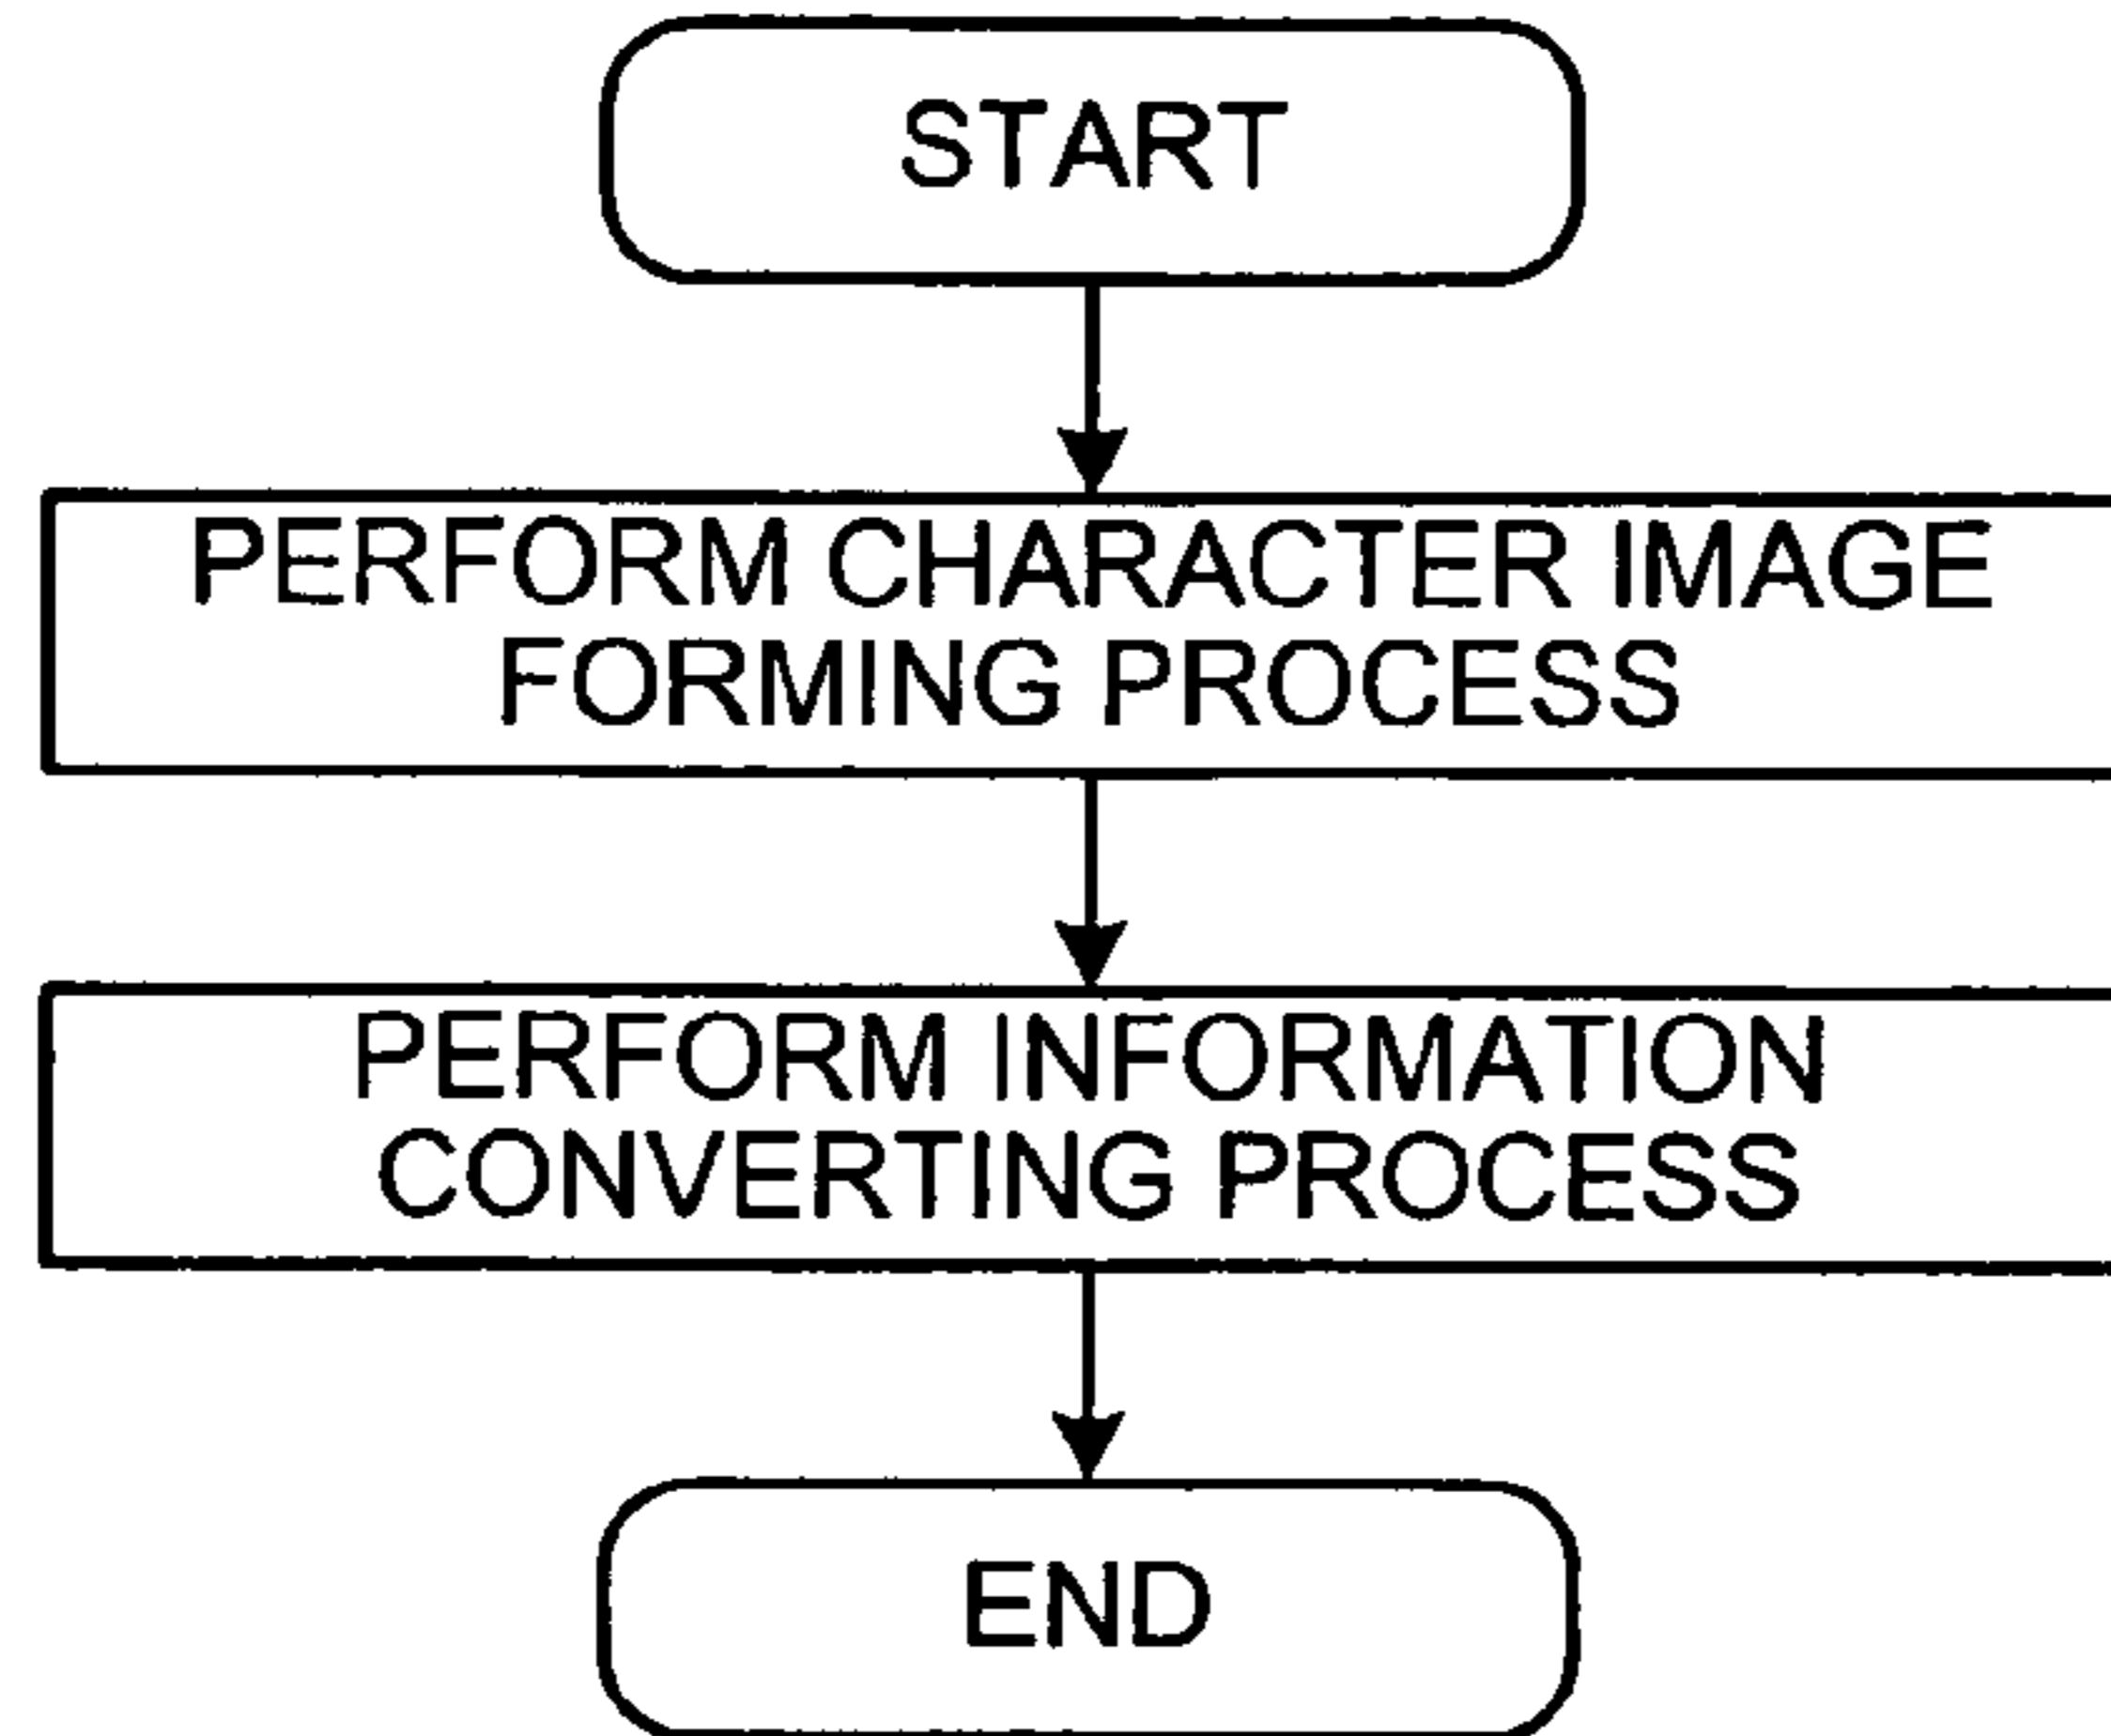 START
PERFORM CHARACTER IMAGE
FORMING PROCESS
PERFORM INFORMATION
CONVERTING PROCESS
END